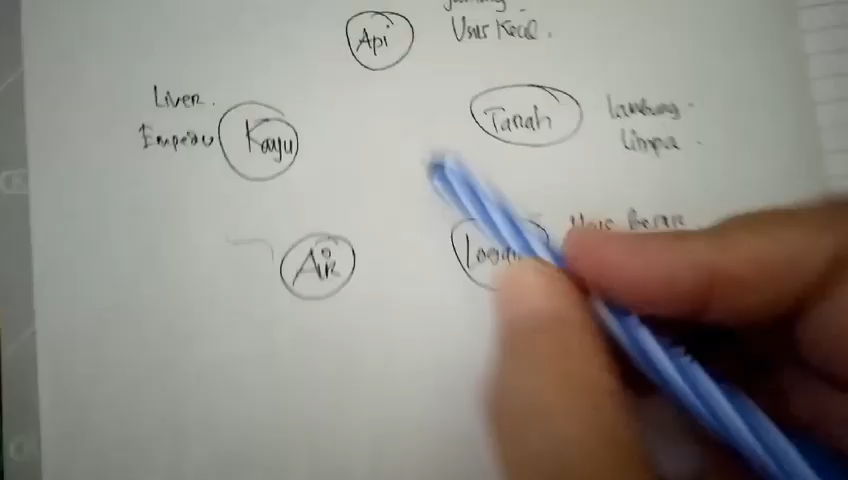 Api
Usus Kecil.
Liver.
Empedu
Kayu
Tanah
Lambung.
Limpa.
Usus Besar
Air